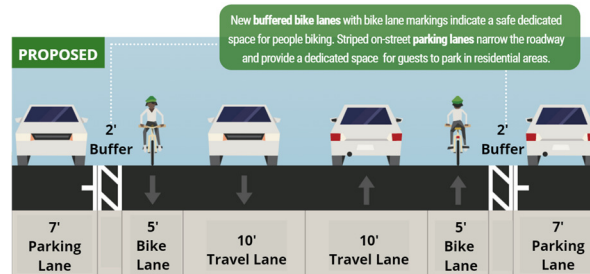 New buffered bike lanes with bike lane markings indicate a safe dedicated
space for people biking. Striped on-street parking lanes narrow the roadway
and provide a dedicated space for guests to park in residential areas.
PROPOSED
2'
Buffer
2'
Buffer
7'
Parking
Lane
5'
Bike
Lane
10'
Travel Lane
10'
Travel Lane
5'
Bike
Lane
7'
Parking
Lane